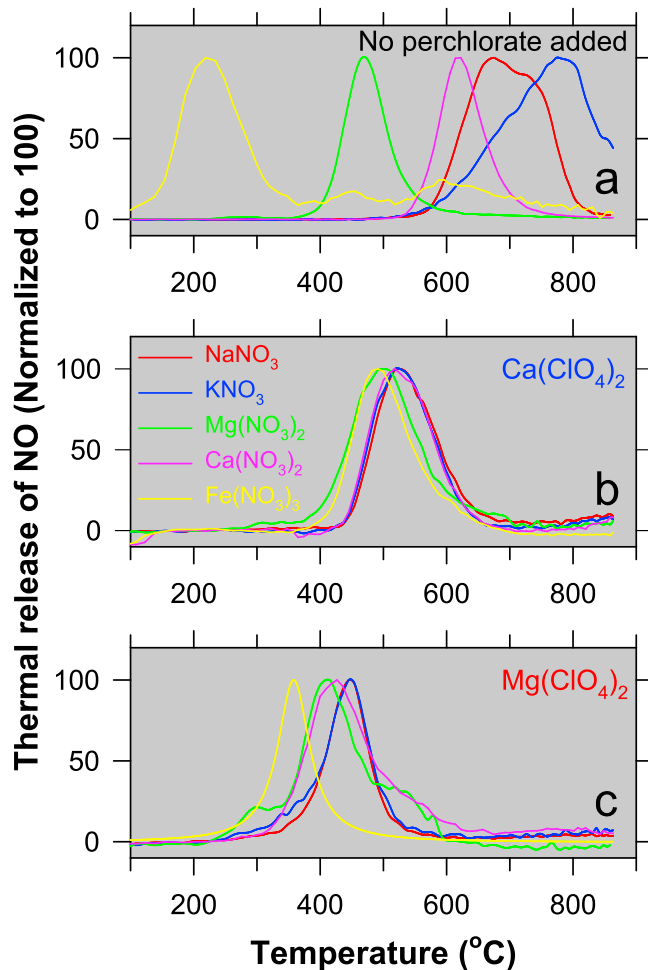 Thermal release of NO (Normalized to 100)
No perchlorate added
100
50
0
a
200 400 600 800
NaNO3
KNO3
Mg(NO3)2
Ca(NO3)2
Fe(NO3)3
Ca(ClO4)2
100
50
0
b
200 400 600 800
Mg(ClO4)2
100
50
0
c
200 400 600 800
Temperature (oC)